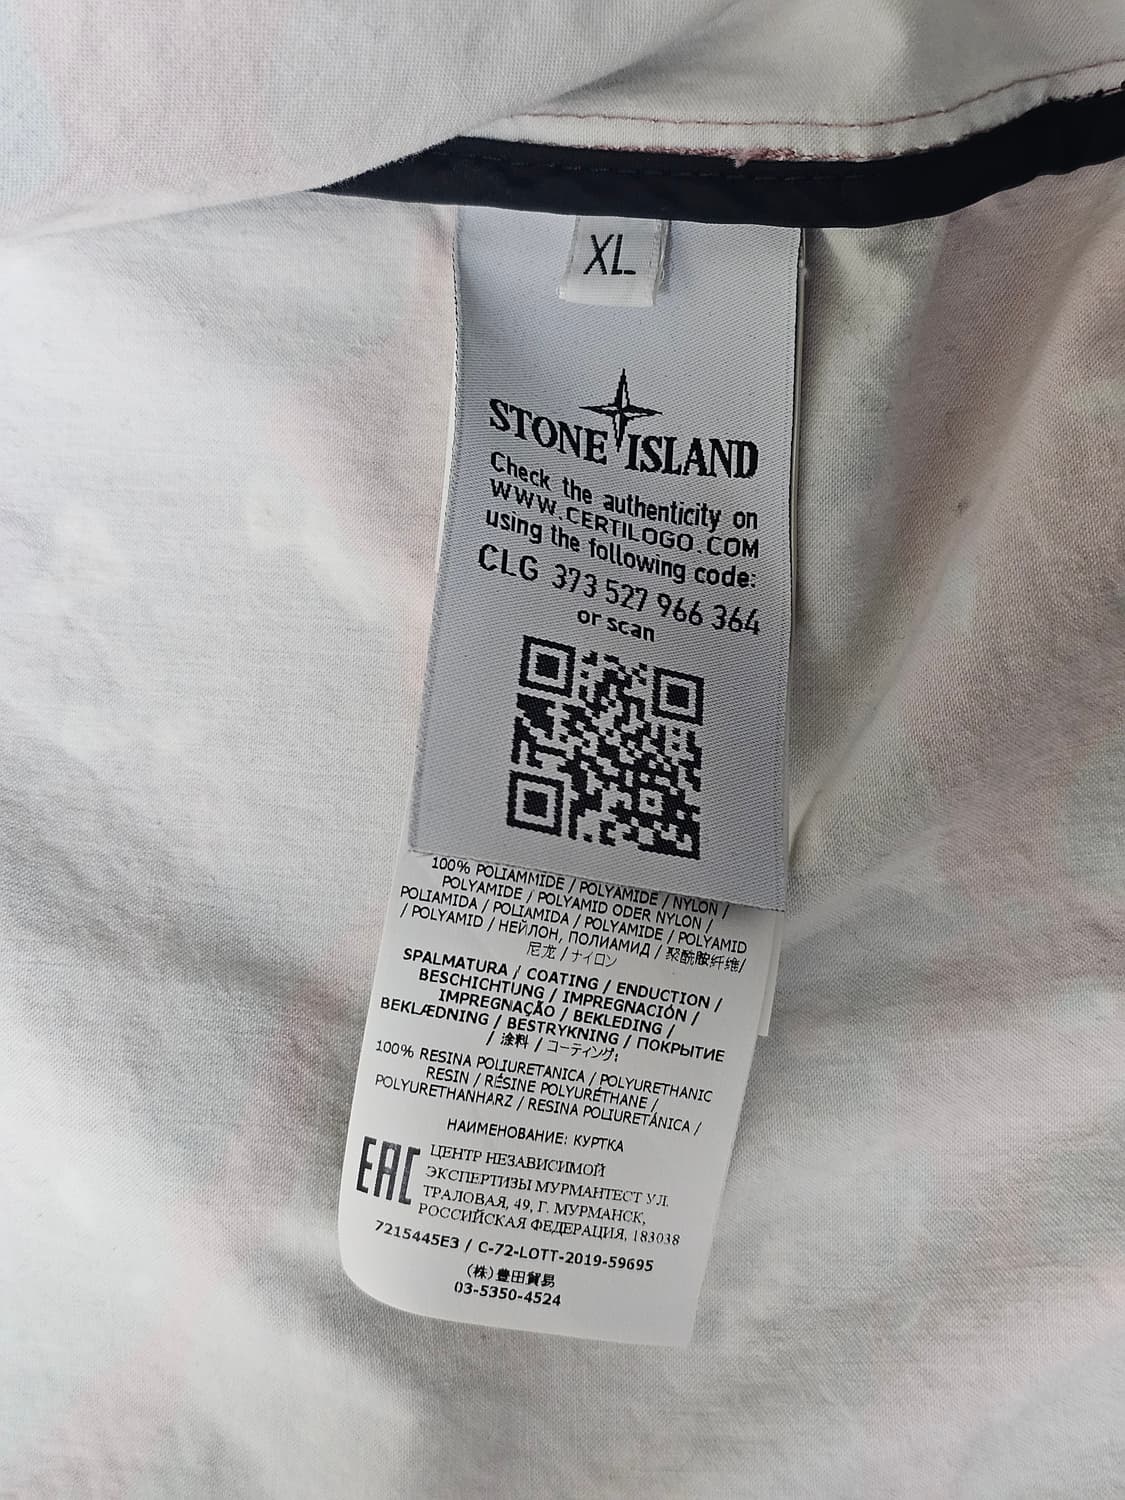 XL
STONE ISLAND
Check the authenticity on
WWW.CERTILOGO.COM
using the following code:
CLG 373 527 966 364
or scan
100% POLIAMMIDE / POLYAMIDE / NYLON /
POLYAMIDE / POLYAMID ODER NYLON /
POLIAMIDA / POLIAMIDA / POLYAMIDE / POLYAMID
/ POLYAMID / НЕЙЛОН, ПОЛИАМИД / 聚酰胺纤维/
尼龙 / ナイロン
SPALMATURA / COATING / ENDUCTION /
BESCHICHTUNG / IMPREGNACIÓN /
IMPREGNAÇÃO / BEKLEDING /
BEKLÆDNING / BESTRYKNING / ПОКРЫТИЕ
/ 涂料 / コーティング:
100% RESINA POLIURETANICA / POLYURETHANIC
RESIN / RÉSINE POLYURÉTHANE /
POLYURETHANHARZ / RESINA POLIURETÁNICA /
НАИМЕНОВАНИЕ: КУРТКА
EAC ЦЕНТР НЕЗАВИСИМОЙ
ЭКСПЕРТИЗЫ МУРМАНТЕСТ УЛ.
ТРАЛОВАЯ, 49, Г. МУРМАНСК,
РОССИЙСКАЯ ФЕДЕРАЦИЯ, 183038
7215445E3 / C-72-LOTT-2019-59695
(株)豊田貿易
03-5350-4524